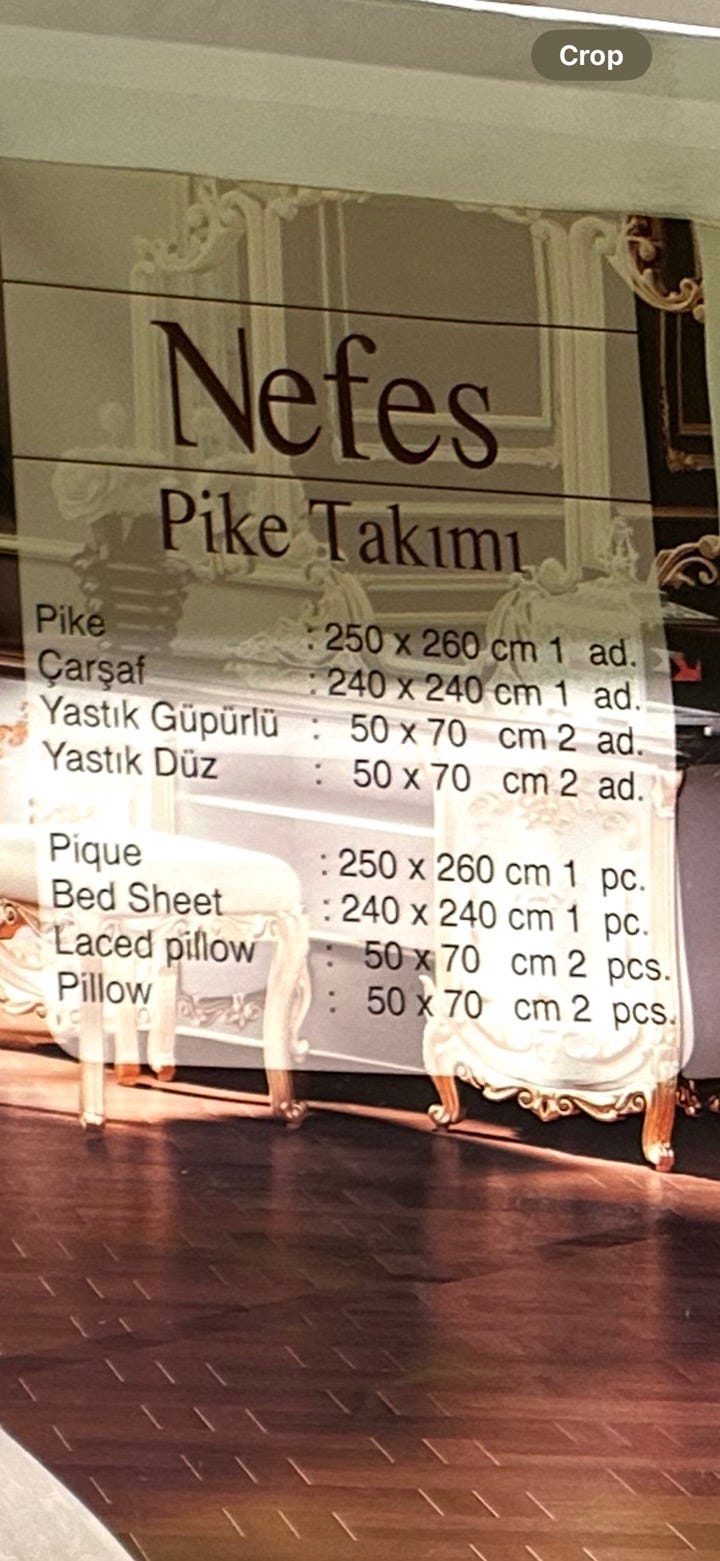 Crop
Nefes
Pike Takımı
Pike : 250 x 260 cm 1 ad.
Çarşaf : 240 x 240 cm 1 ad.
Yastık Güpürlü : 50 x 70 cm 2 ad.
Yastık Düz : 50 x 70 cm 2 ad.
Pique : 250 x 260 cm 1 pc.
Bed Sheet : 240 x 240 cm 1 pc.
Laced pillow : 50 x 70 cm 2 pcs.
Pillow : 50 x 70 cm 2 pcs.